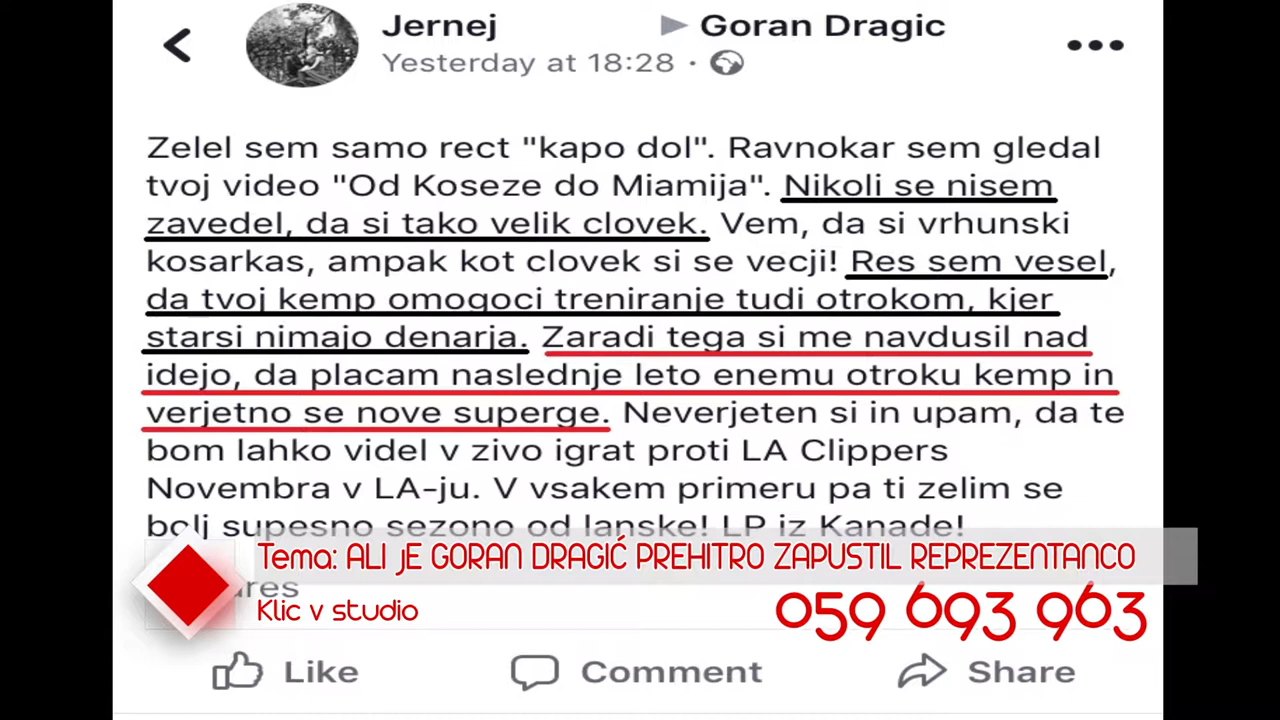 Jernej ▶ Goran Dragic
Yesterday at 18:28 ·
Zelel sem samo rect "kapo dol". Ravnokar sem gledal
tvoj video "Od Koseze do Miamija". Nikoli se nisem
zavedel, da si tako velik clovek. Vem, da si vrhunski
kosarkas, ampak kot clovek si se vecji! Res sem vesel,
da tvoj kemp omogoci treniranje tudi otrokom, kjer
starsi nimajo denarja. Zaradi tega si me navdusil nad
idejo, da placam naslednje leto enemu otroku kemp in
verjetno se nove superge. Neverjeten si in upam, da te
bom lahko videl v zivo igrat proti LA Clippers
Novembra v LA-ju. V vsakem primeru pa ti zelim se
bolj supesno sezono od lanske! LP iz Kanade!
Tema: ALI JE GORAN DRAGIĆ PREHITRO ZAPUSTIL REPREZENTANCO
Klic v studio
059 693 963
Like Comment Share